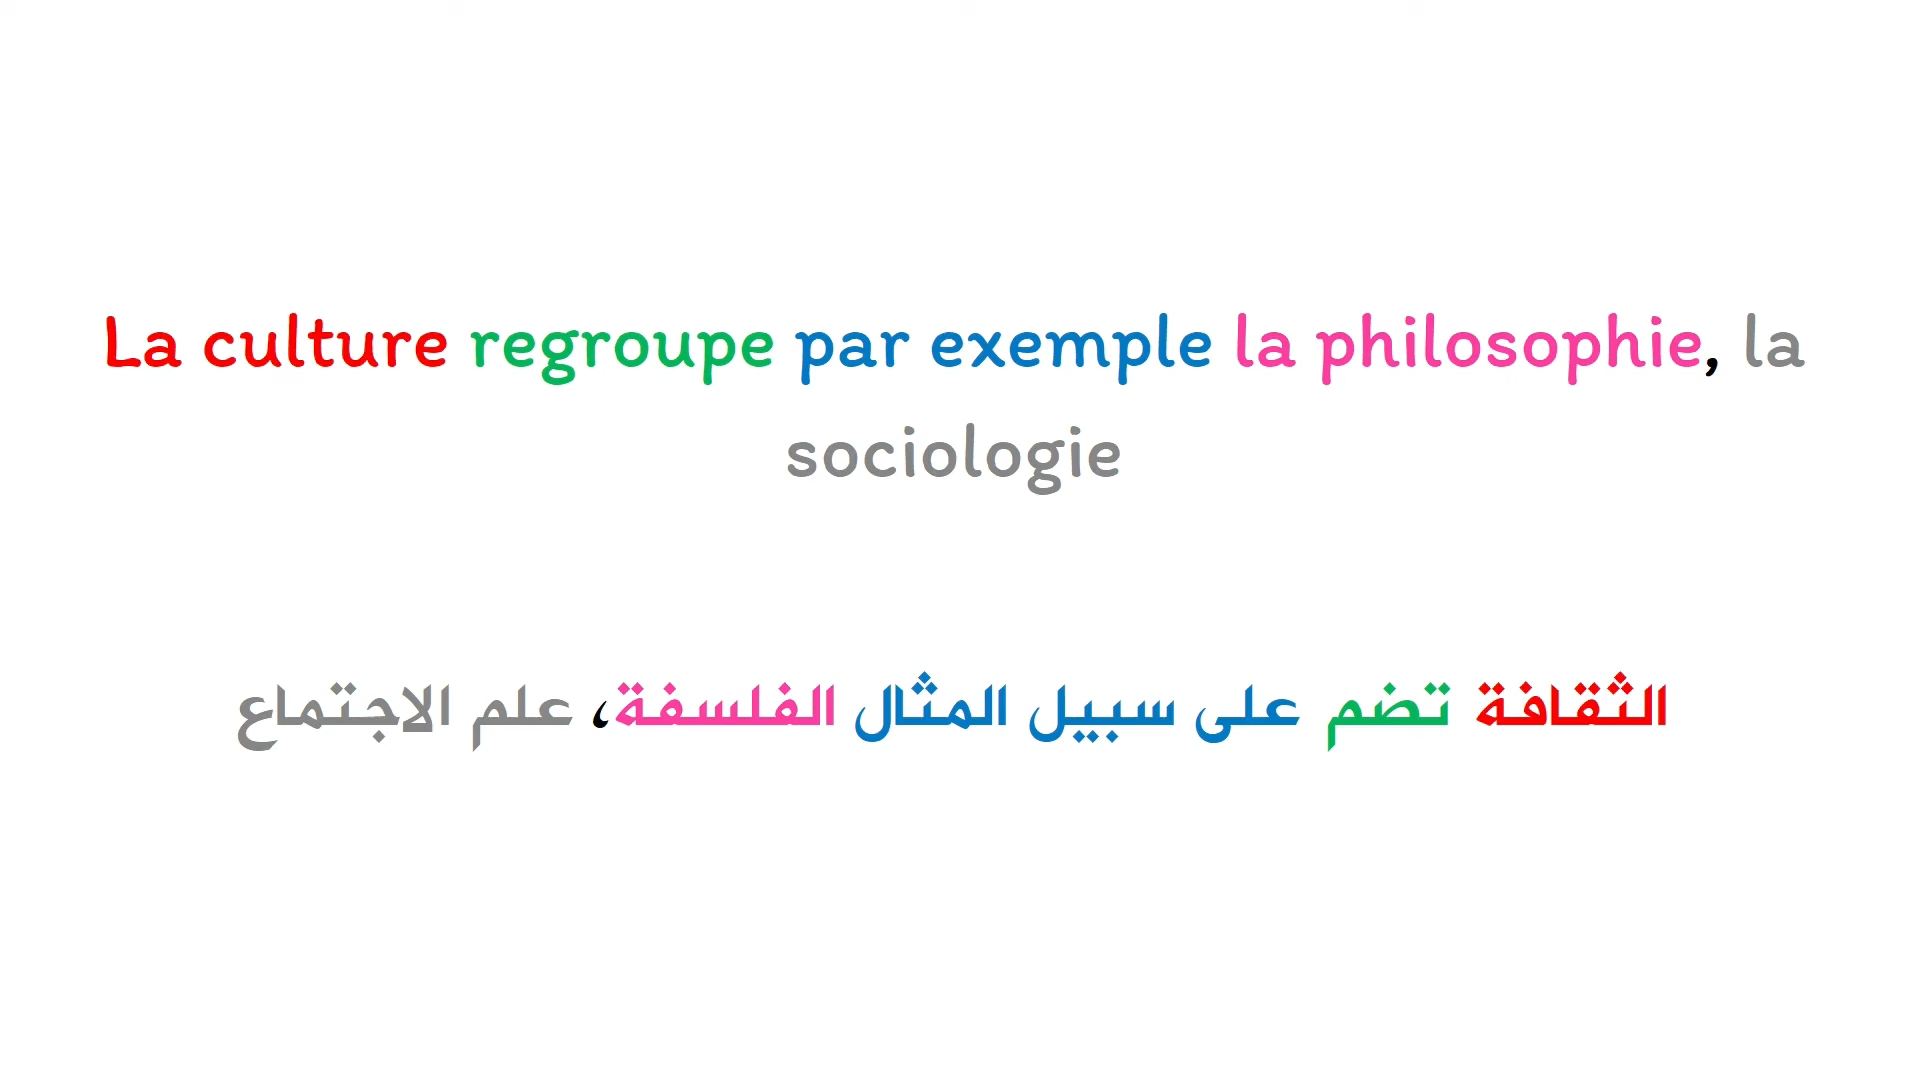 La culture regroupe par exemple la philosophie, la
sociologie
الثقافة تضم على سبيل المثال الفلسفة، علم الاجتماع